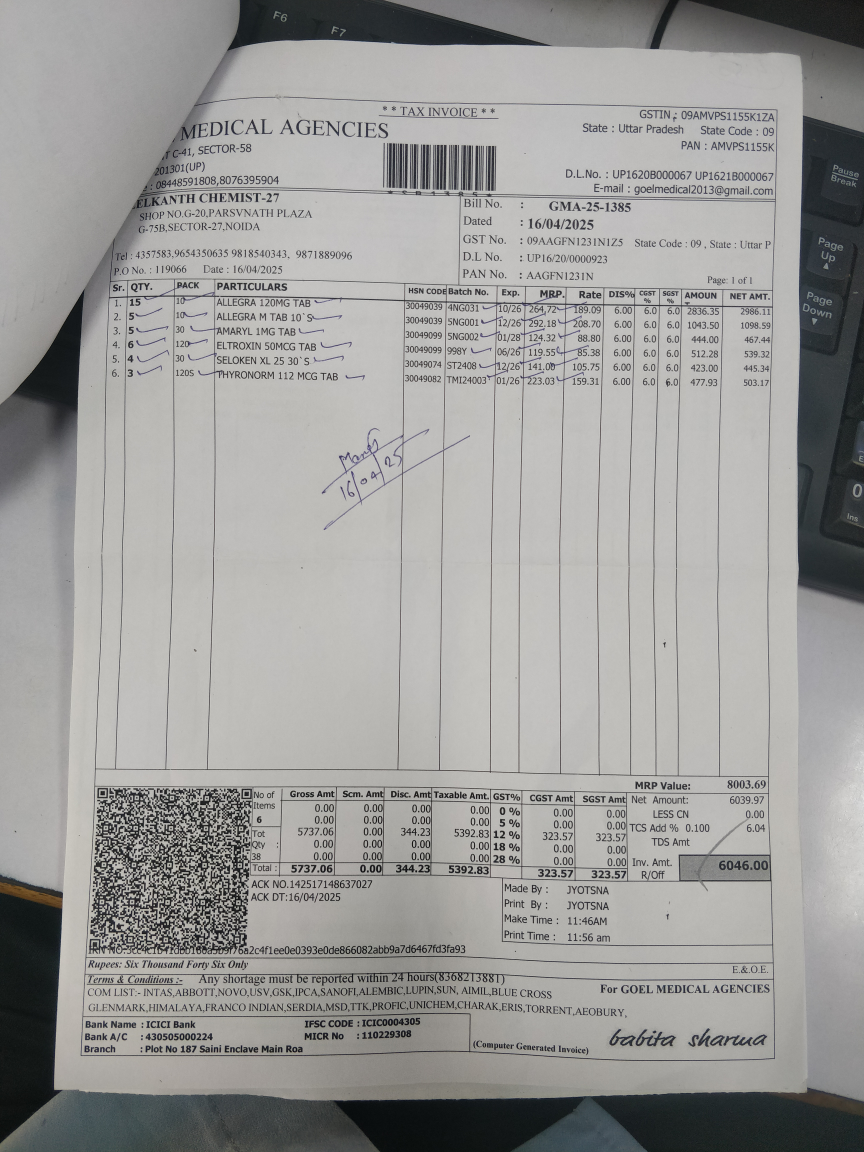 F6
F7
Pause
Break
Page
Up
Page
Down
0
Ins
* * TAX INVOICE * *
MEDICAL AGENCIES
C-41, SECTOR-58
201301(UP)
: 08448591808,8076395904
GSTIN : 09AMVPS1155K1ZA
State : Uttar Pradesh State Code : 09
PAN : AMVPS1155K
D.L.No. : UP1620B000067 UP1621B000067
E-mail : goelmedical2013@gmail.com
ELKANTH CHEMIST-27
SHOP NO.G-20,PARSVNATH PLAZA
G-75B,SECTOR-27,NOIDA
Tel : 4357583,9654350635 9818540343, 9871889096
P.O No. : 119066 Date : 16/04/2025
Bill No. : GMA-25-1385
Dated : 16/04/2025
GST No. : 09AAGFN1231N1Z5 State Code : 09 , State : Uttar P
D.L No. : UP16/20/0000923
PAN No. : AAGFN1231N
Page: 1 of 1
Sr. QTY. PACK PARTICULARS HSN CODE Batch No. Exp. MRP. Rate DIS% CGST % SGST % AMOUN NET AMT.
1. 15 10 ALLEGRA 120MG TAB 30049039 4NG031 10/26 264.72 189.09 6.00 6.0 6.0 2836.35 2986.11
2. 5 10 ALLEGRA M TAB 10`S 30049039 5NG001 12/26 292.18 208.70 6.00 6.0 6.0 1043.50 1098.59
3. 5 30 AMARYL 1MG TAB 30049099 5NG002 01/28 124.32 88.80 6.00 6.0 6.0 444.00 467.44
4. 6 120 ELTROXIN 50MCG TAB 30049099 998Y 06/26 119.55 85.38 6.00 6.0 6.0 512.28 539.32
5. 4 30 SELOKEN XL 25 30`S 30049074 ST2408 12/26 141.00 105.75 6.00 6.0 6.0 423.00 445.34
6. 3 120S THYRONORM 112 MCG TAB 30049082 TMI24003 01/26 223.03 159.31 6.00 6.0 6.0 477.93 503.17
16/04/25
MRP Value: 8003.69
No of Items 6
Tot Qty : 38
Gross Amt Scm. Amt Disc. Amt Taxable Amt. GST% CGST Amt SGST Amt
0.00 0.00 0.00 0.00 0 % 0.00 0.00
0.00 0.00 0.00 0.00 5 % 0.00 0.00
5737.06 0.00 344.23 5392.83 12 % 323.57 323.57
0.00 0.00 0.00 0.00 18 % 0.00 0.00
0.00 0.00 0.00 0.00 28 % 0.00 0.00
Total : 5737.06 0.00 344.23 5392.83 323.57 323.57
Net Amount: 6039.97
LESS CN 0.00
TCS Add % 0.100 6.04
TDS Amt
Inv. Amt. R/Off 6046.00
ACK NO.142517148637027
ACK DT:16/04/2025
Made By : JYOTSNA
Print By : JYOTSNA
Make Time : 11:46AM
Print Time : 11:56 am
Rupees: Six Thousand Forty Six Only
E.& O.E.
Terms & Conditions :- Any shortage must be reported within 24 hours(8368213881)
COM LIST:- INTAS,ABBOTT,NOVO,USV,GSK,IPCA,SANOFI,ALEMBIC,LUPIN,SUN, AIMIL,BLUE CROSS
GLENMARK,HIMALAYA,FRANCO INDIAN,SERDIA,MSD,TTK,PROFIC,UNICHEM,CHARAK,ERIS,TORRENT,AEOBURY,
For GOEL MEDICAL AGENCIES
Bank Name : ICICI Bank IFSC CODE : ICIC0004305
Bank A/C : 430505000224 MICR No : 110229308
Branch : Plot No 187 Saini Enclave Main Roa
(Computer Generated Invoice)
babita sharma